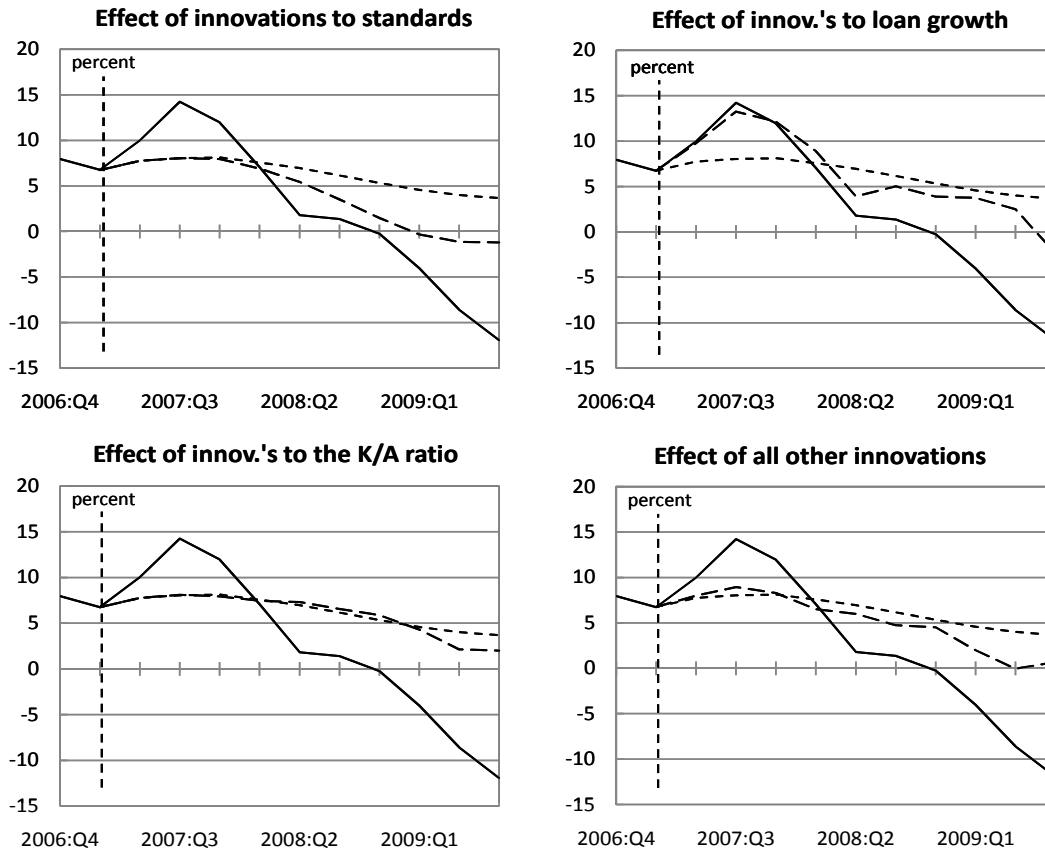 Effect of innovations to standards
20
percent
15
10
5
0
-5
-10
-15
2006:Q4 2007:Q3 2008:Q2 2009:Q1
Effect of innov.'s to loan growth
20
percent
15
10
5
0
-5
-10
-15
2006:Q4 2007:Q3 2008:Q2 2009:Q1
Effect of innov.'s to the K/A ratio
20
percent
15
10
5
0
-5
-10
-15
2006:Q4 2007:Q3 2008:Q2 2009:Q1
Effect of all other innovations
20
percent
15
10
5
0
-5
-10
-15
2006:Q4 2007:Q3 2008:Q2 2009:Q1